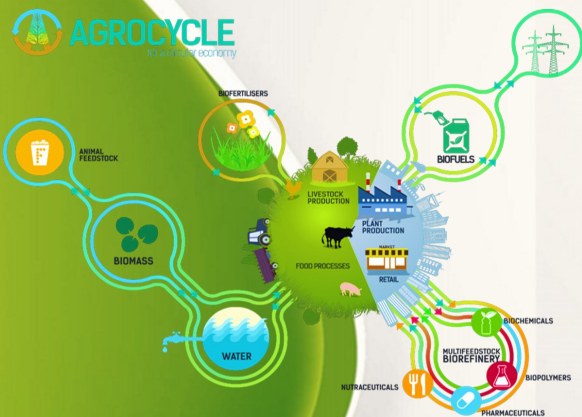 AGROCYCLE
economy
BIOFERTILISERS
ANIMAL
FEEDSTOCK
BIOFUELS
LIVESTOCK
PRODUCTION
PLANT
PRODUCTION
BIOMASS
MARKET
FOOD PROCESSES
RETAIL
WATER
BIOCHEMICALS
MULTIFEEDSTOCK
BIOREFINERY
BIOPOLYMERS
NUTRACEUTICALS
PHARMACEUTICALS